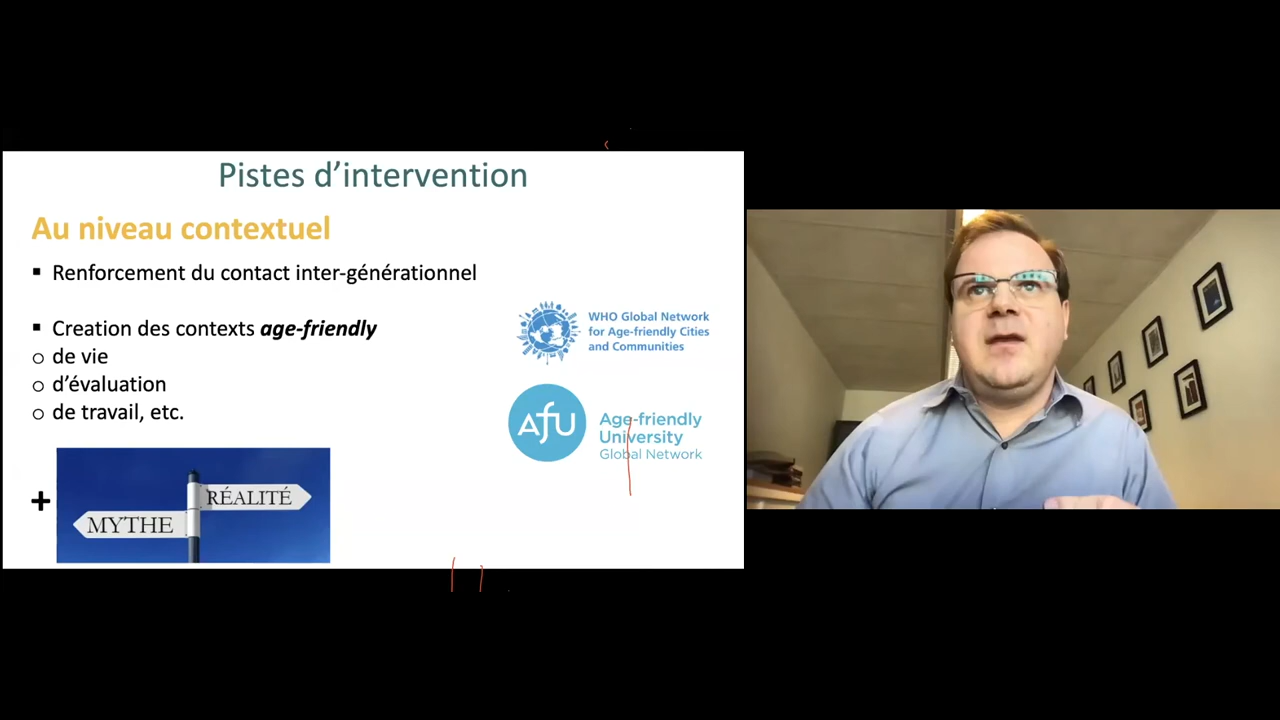 Pistes d’intervention
Au niveau contextuel
▪ Renforcement du contact inter-générationnel
▪ Creation des contexts age-friendly
o de vie
o d’évaluation
o de travail, etc.
WHO Global Network
for Age-friendly Cities
and Communities
AfU
Age-friendly
University
Global Network
+
RÉALITÉ
MYTHE